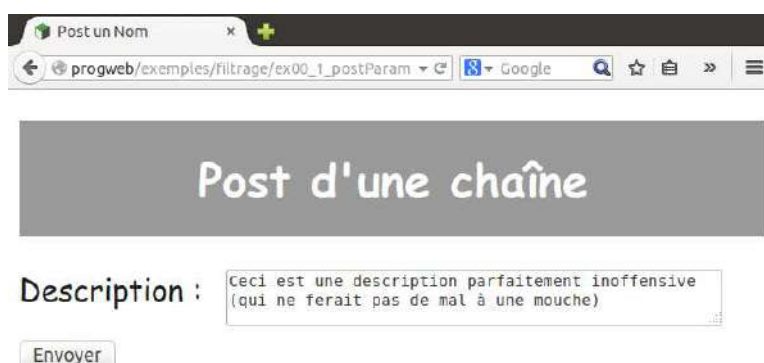 Post un Nom
progweb/exemples/filtrage/ex00_1_postParam
Google
Post d'une chaîne
Description :
Ceci est une description parfaitement inoffensive
(qui ne ferait pas de mal à une mouche)
Envoyer